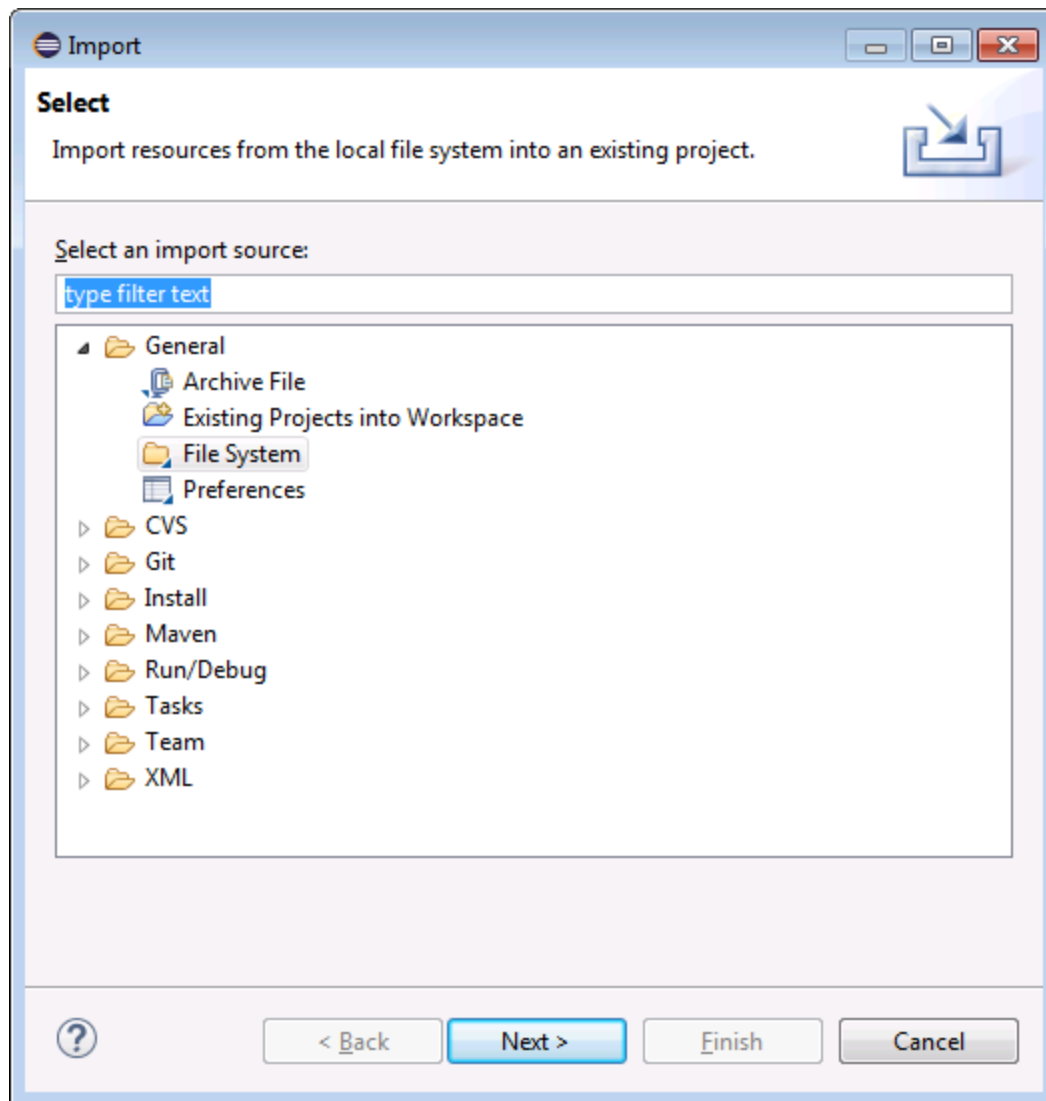 Import
Select
Import resources from the local file system into an existing project.
Select an import source:
type filter text
General
Archive File
Existing Projects into Workspace
File System
Preferences
CVS
Git
Install
Maven
Run/Debug
Tasks
Team
XML
? < Back Next > Finish Cancel